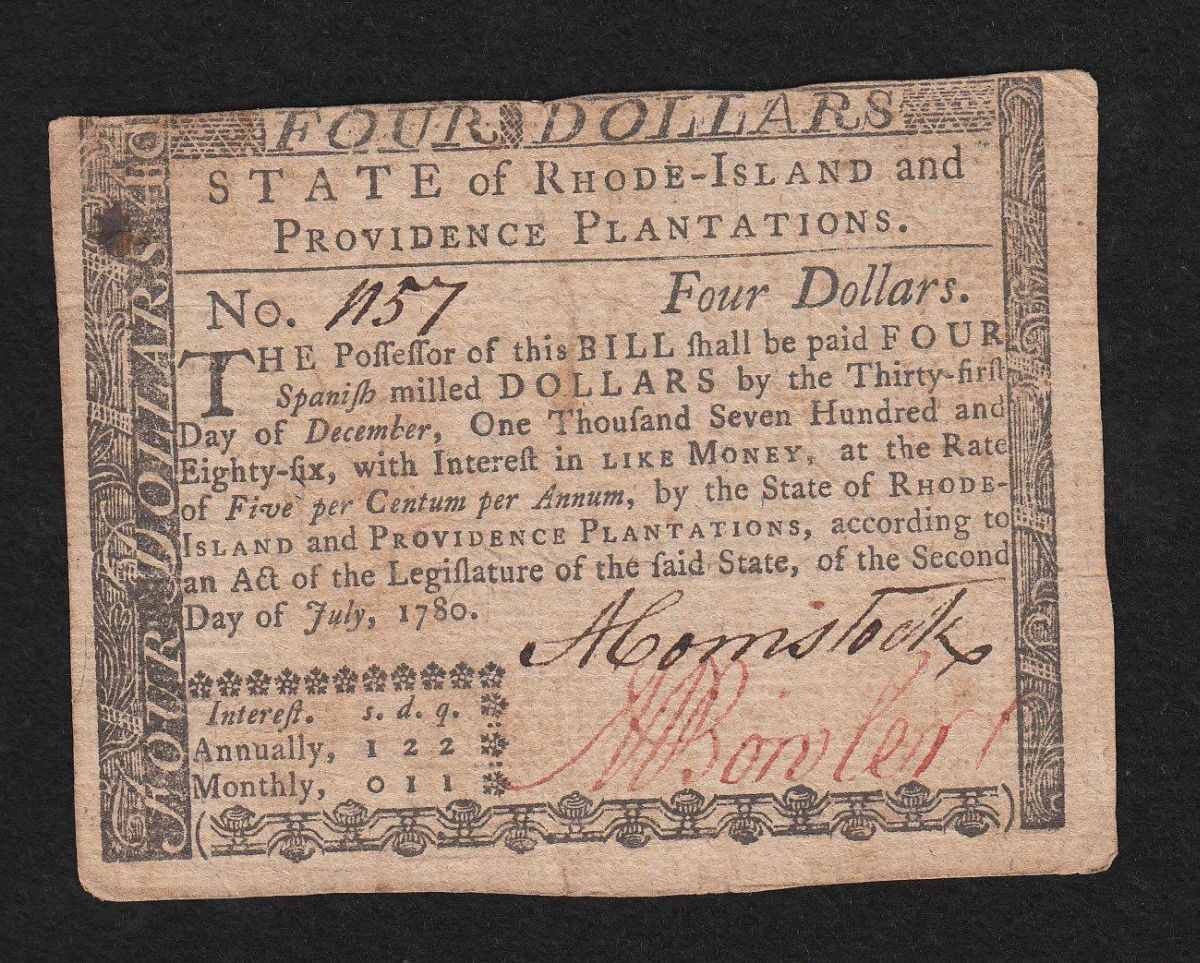 FOUR DOLLARS
FOUR DOLLARS
STATE of RHODE-ISLAND and
PROVIDENCE PLANTATIONS.
No. 1157
Four Dollars.
THE Poſſeſſor of this BILL ſhall be paid FOUR
Spaniſh milled DOLLARS by the Thirty-firſt
Day of December, One Thouſand Seven Hundred and
Eighty-ſix, with Intereſt in LIKE MONEY, at the Rate
of Five per Centum per Annum, by the State of RHODE-
ISLAND and PROVIDENCE PLANTATIONS, according to
an Act of the Legiſlature of the ſaid State, of the Second
Day of July, 1780.
A Comstock
M Bowler
Intereſt. s. d. q.
Annually, 1 2 2
Monthly, 0 1 1